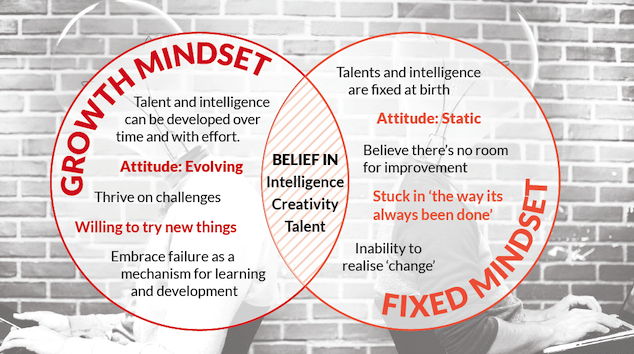 GROWTH MINDSET
Talent and intelligence
can be developed over
time and with effort.
Attitude: Evolving
Thrive on challenges
Willing to try new things
Embrace failure as a
mechanism for learning
and development
BELIEF IN
Intelligence
Creativity
Talent
Talents and intelligence
are fixed at birth
Attitude: Static
Believe there's no room
for improvement
Stuck in ‘the way its
always been done’
Inability to
realise ‘change’
FIXED MINDSET